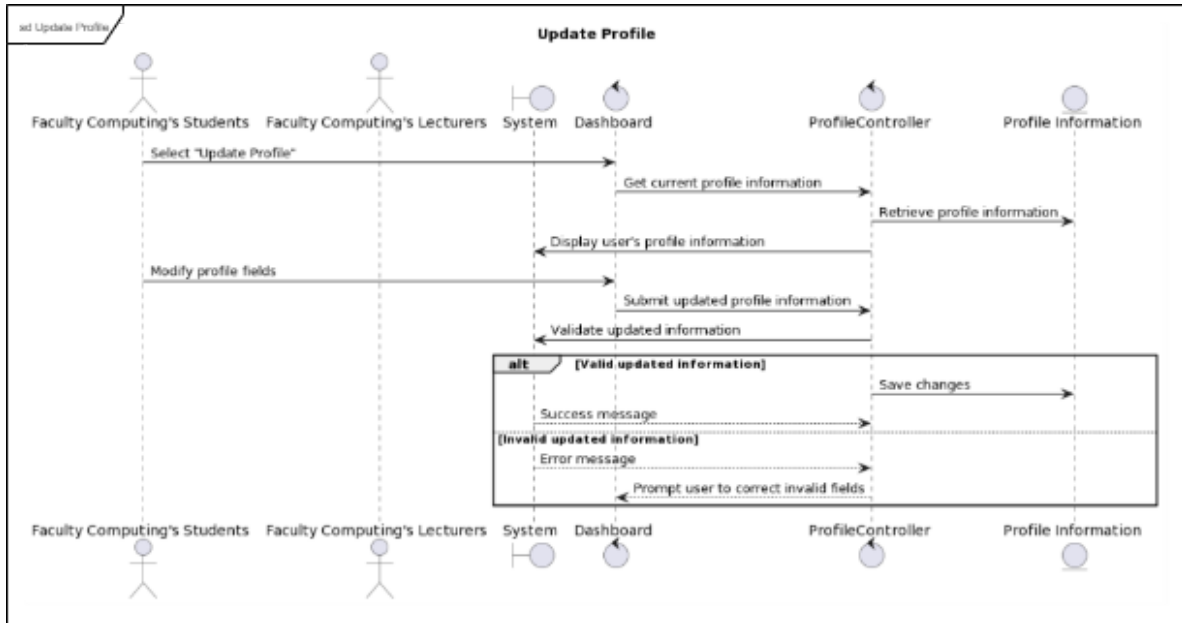 sd Update Profile
Update Profile
Faculty Computing's Students Faculty Computing's Lecturers System Dashboard ProfileController Profile Information
Select "Update Profile"
Get current profile information
Retrieve profile information
Display user's profile information
Modify profile fields
Submit updated profile information
Validate updated information
alt [Valid updated information]
Save changes
Success message
[Invalid updated information]
Error message
Prompt user to correct invalid fields
Faculty Computing's Students Faculty Computing's Lecturers System Dashboard ProfileController Profile Information